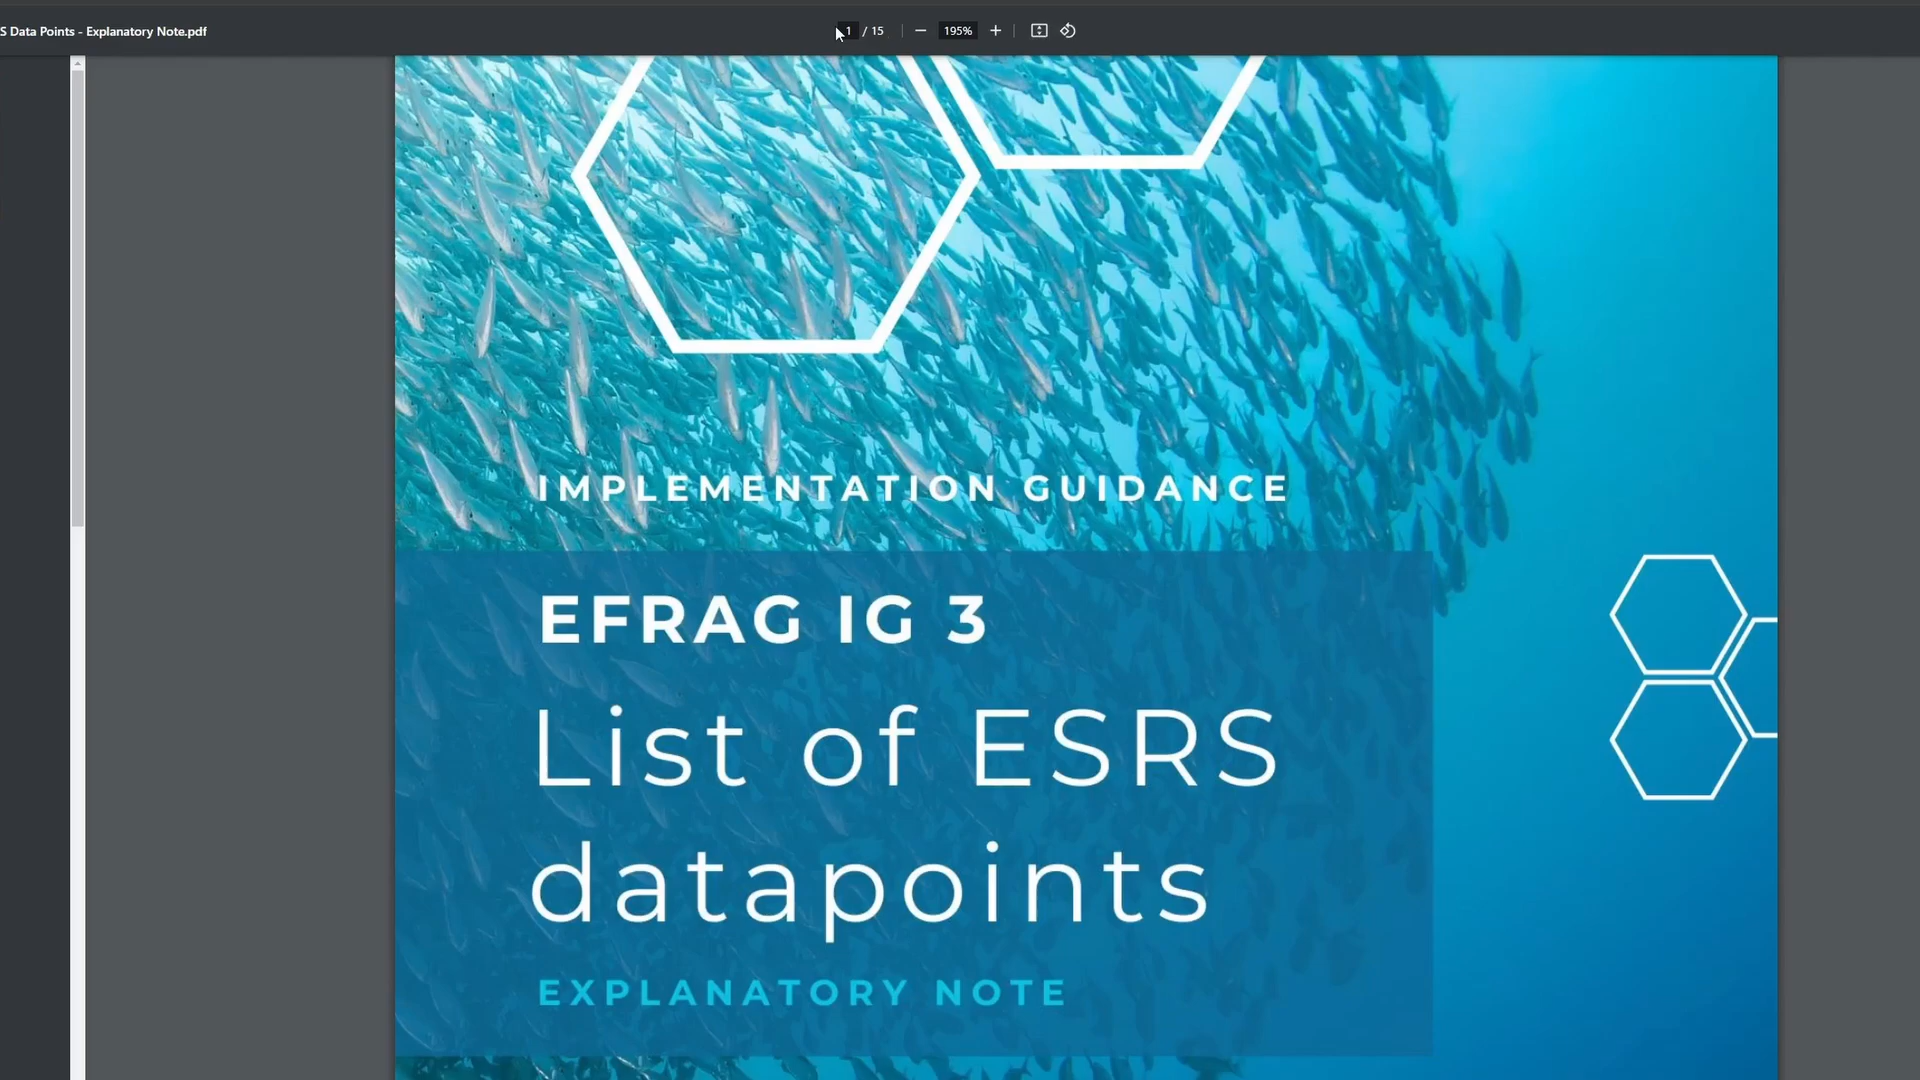 S Data Points - Explanatory Note.pdf
1 / 15
195%
IMPLEMENTATION GUIDANCE
EFRAG IG 3
List of ESRS
datapoints
EXPLANATORY NOTE